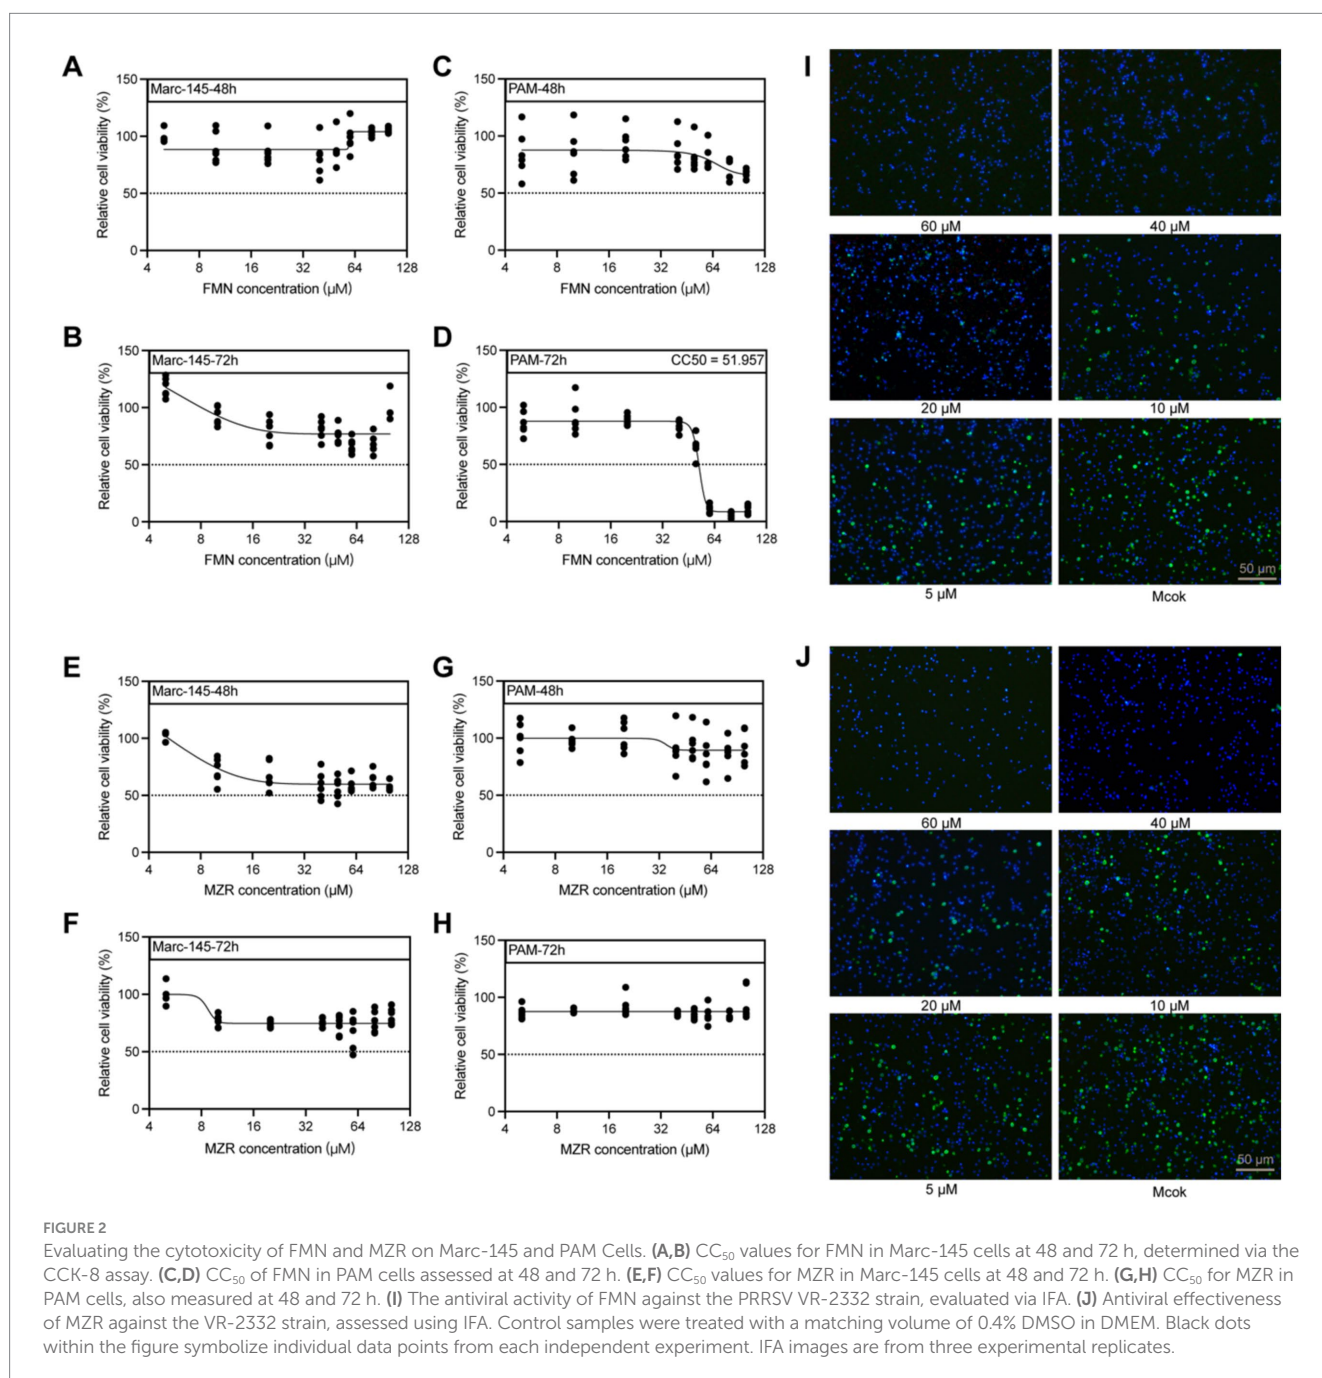 A
Marc-145-48h
Relative cell viability (%)
150
100
50
0
4 8 16 32 64 128
FMN concentration (μM)
B
Marc-145-72h
Relative cell viability (%)
150
100
50
0
4 8 16 32 64 128
FMN concentration (μM)
C
PAM-48h
Relative cell viability (%)
150
100
50
0
4 8 16 32 64 128
FMN concentration (μM)
D
PAM-72h CC50 = 51.957
Relative cell viability (%)
150
100
50
0
4 8 16 32 64 128
FMN concentration (μM)
I
60 μM 40 μM
20 μM 10 μM
50 μm
5 μM Mcok
E
Marc-145-48h
Relative cell viability (%)
150
100
50
0
4 8 16 32 64 128
MZR concentration (μM)
F
Marc-145-72h
Relative cell viability (%)
150
100
50
0
4 8 16 32 64 128
MZR concentration (μM)
G
PAM-48h
Relative cell viability (%)
150
100
50
0
4 8 16 32 64 128
MZR concentration (μM)
H
PAM-72h
Relative cell viability (%)
150
100
50
0
4 8 16 32 64 128
MZR concentration (μM)
J
60 μM 40 μM
20 μM 10 μM
50 μm
5 μM Mcok
FIGURE 2
Evaluating the cytotoxicity of FMN and MZR on Marc-145 and PAM Cells. (A,B) CC50 values for FMN in Marc-145 cells at 48 and 72 h, determined via the
CCK-8 assay. (C,D) CC50 of FMN in PAM cells assessed at 48 and 72 h. (E,F) CC50 values for MZR in Marc-145 cells at 48 and 72 h. (G,H) CC50 for MZR in
PAM cells, also measured at 48 and 72 h. (I) The antiviral activity of FMN against the PRRSV VR-2332 strain, evaluated via IFA. (J) Antiviral effectiveness
of MZR against the VR-2332 strain, assessed using IFA. Control samples were treated with a matching volume of 0.4% DMSO in DMEM. Black dots
within the figure symbolize individual data points from each independent experiment. IFA images are from three experimental replicates.